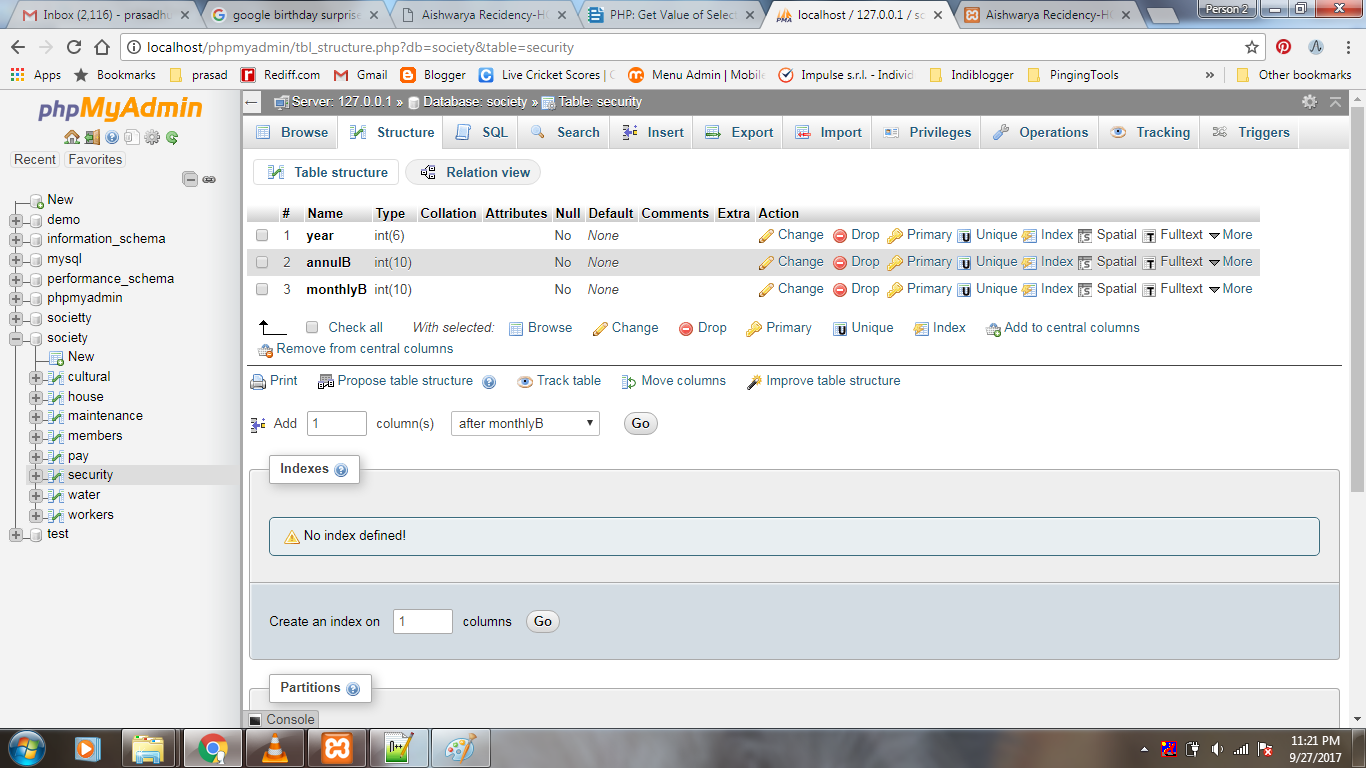 Inbox (2,116) - prasadhu google birthday surprise Aishwarya Recidency-HO PHP: Get Value of Select localhost / 127.0.0.1 / so Aishwarya Recidency-HO Person 2
localhost/phpmyadmin/tbl_structure.php?db=society&table=security
Apps Bookmarks prasad Rediff.com Gmail Blogger Live Cricket Scores | C Menu Admin | Mobile Impulse s.r.l. - Individ Indiblogger PingingTools » Other bookmarks
phpMyAdmin
Recent Favorites
New
demo
information_schema
mysql
performance_schema
phpmyadmin
societty
society
New
cultural
house
maintenance
members
pay
security
water
workers
test
Server: 127.0.0.1 » Database: society » Table: security
Browse Structure SQL Search Insert Export Import Privileges Operations Tracking Triggers
Table structure Relation view
# Name Type Collation Attributes Null Default Comments Extra Action
1 year int(6) No None Change Drop Primary Unique Index Spatial Fulltext More
2 annulB int(10) No None Change Drop Primary Unique Index Spatial Fulltext More
3 monthlyB int(10) No None Change Drop Primary Unique Index Spatial Fulltext More
Check all With selected: Browse Change Drop Primary Unique Index Add to central columns
Remove from central columns
Print Propose table structure Track table Move columns Improve table structure
Add 1 column(s) after monthlyB Go
Indexes
No index defined!
Create an index on 1 columns Go
Partitions
Console
11:21 PM
9/27/2017